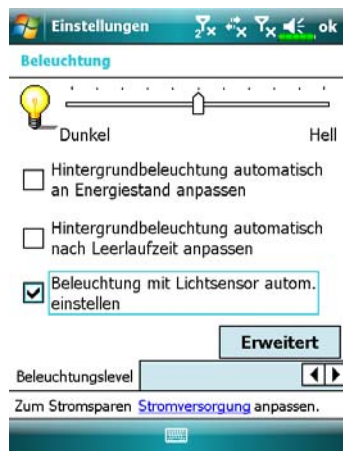 Einstellungen ok
Beleuchtung
Dunkel Hell
Hintergrundbeleuchtung automatisch
an Energiestand anpassen
Hintergrundbeleuchtung automatisch
nach Leerlaufzeit anpassen
Beleuchtung mit Lichtsensor autom.
einstellen
Erweitert
Beleuchtungslevel
Zum Stromsparen Stromversorgung anpassen.